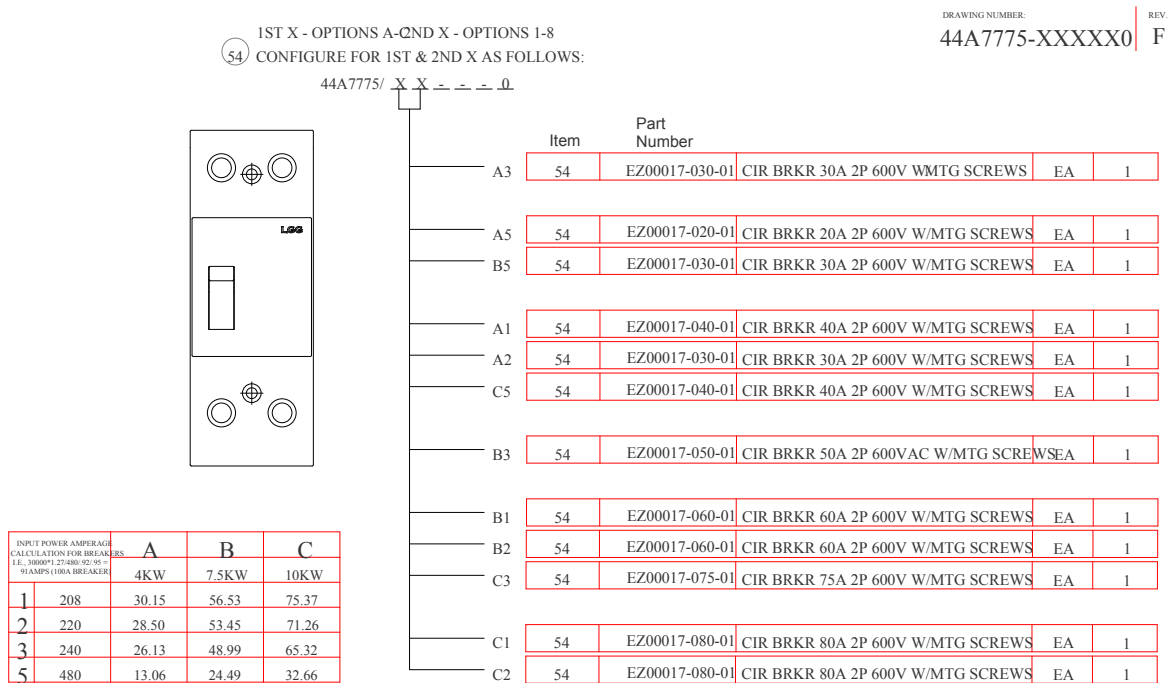 DRAWING NUMBER:
REV.
44A7775-XXXXX0 F
1ST X - OPTIONS A-C 2ND X - OPTIONS 1-8
54 CONFIGURE FOR 1ST & 2ND X AS FOLLOWS:
44A7775/ X X - - - 0
Item Part Number
A3 54 EZ00017-030-01 CIR BRKR 30A 2P 600V W/MTG SCREWS EA 1
LGG
A5 54 EZ00017-020-01 CIR BRKR 20A 2P 600V W/MTG SCREWS EA 1
B5 54 EZ00017-030-01 CIR BRKR 30A 2P 600V W/MTG SCREWS EA 1
A1 54 EZ00017-040-01 CIR BRKR 40A 2P 600V W/MTG SCREWS EA 1
A2 54 EZ00017-030-01 CIR BRKR 30A 2P 600V W/MTG SCREWS EA 1
C5 54 EZ00017-040-01 CIR BRKR 40A 2P 600V W/MTG SCREWS EA 1
B3 54 EZ00017-050-01 CIR BRKR 50A 2P 600VAC W/MTG SCREWS EA 1
B1 54 EZ00017-060-01 CIR BRKR 60A 2P 600V W/MTG SCREWS EA 1
B2 54 EZ00017-060-01 CIR BRKR 60A 2P 600V W/MTG SCREWS EA 1
C3 54 EZ00017-075-01 CIR BRKR 75A 2P 600V W/MTG SCREWS EA 1
C1 54 EZ00017-080-01 CIR BRKR 80A 2P 600V W/MTG SCREWS EA 1
C2 54 EZ00017-080-01 CIR BRKR 80A 2P 600V W/MTG SCREWS EA 1
INPUT POWER AMPERAGE
CALCULATION FOR BREAKERS
I.E., 30000*1.27/480/.92/.95 =
91AMPS (100A BREAKER)
A B C
4KW 7.5KW 10KW
1 208 30.15 56.53 75.37
2 220 28.50 53.45 71.26
3 240 26.13 48.99 65.32
5 480 13.06 24.49 32.66